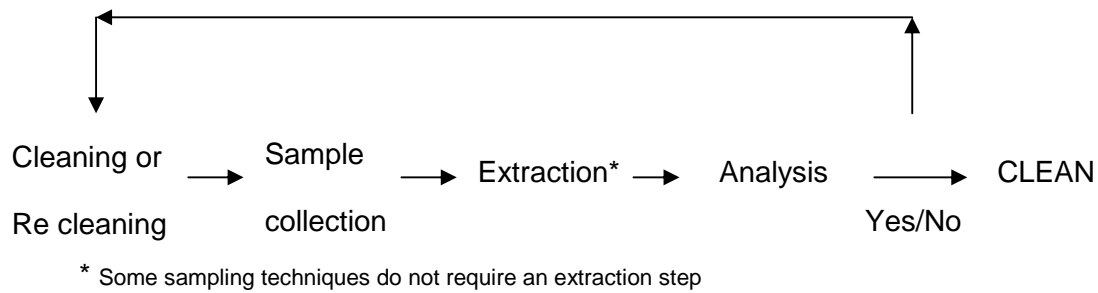 Cleaning or
Re cleaning
Sample
collection
Extraction*
Analysis
Yes/No
CLEAN
* Some sampling techniques do not require an extraction step